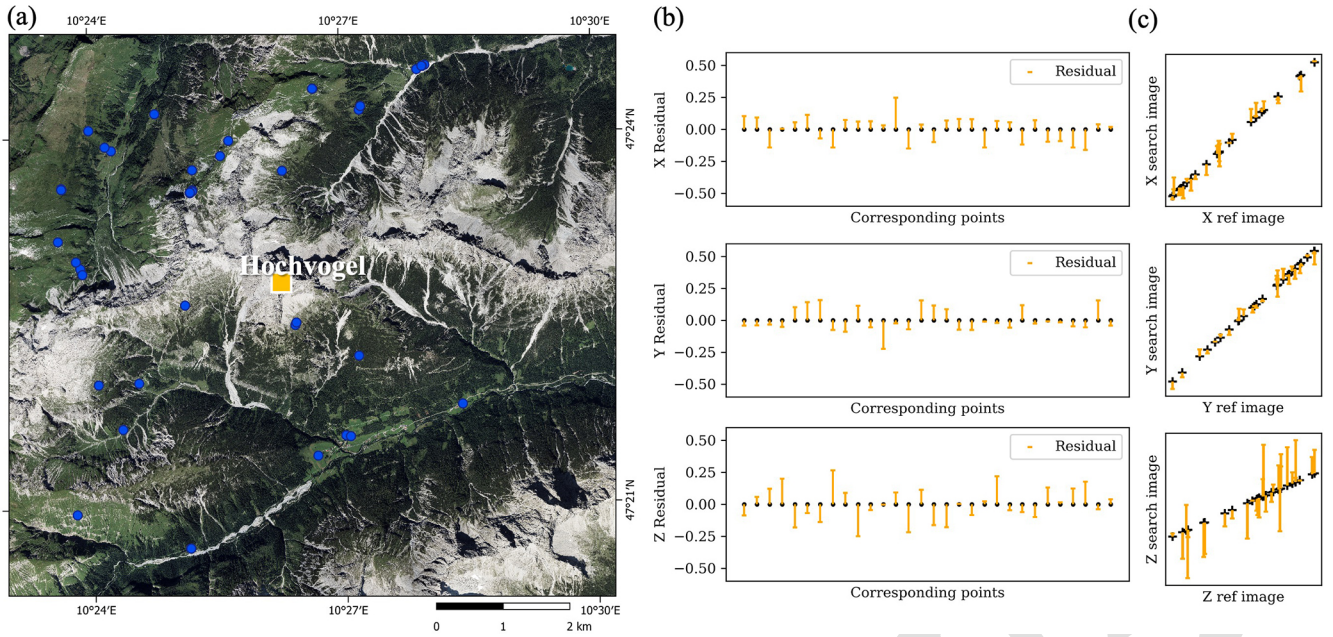 (a)
10°24′E
10°27′E
10°30′E
47°24′N
Hochvogel
47°21′N
10°24′E
10°27′E
10°30′E
0
1
2 km
(b)
0.50
0.25
0.00
−0.25
−0.50
X Residual
Residual
Corresponding points
0.50
0.25
0.00
−0.25
−0.50
Y Residual
Residual
Corresponding points
0.50
0.25
0.00
−0.25
−0.50
Z Residual
Residual
Corresponding points
(c)
X search image
X ref image
Y search image
Y ref image
Z search image
Z ref image